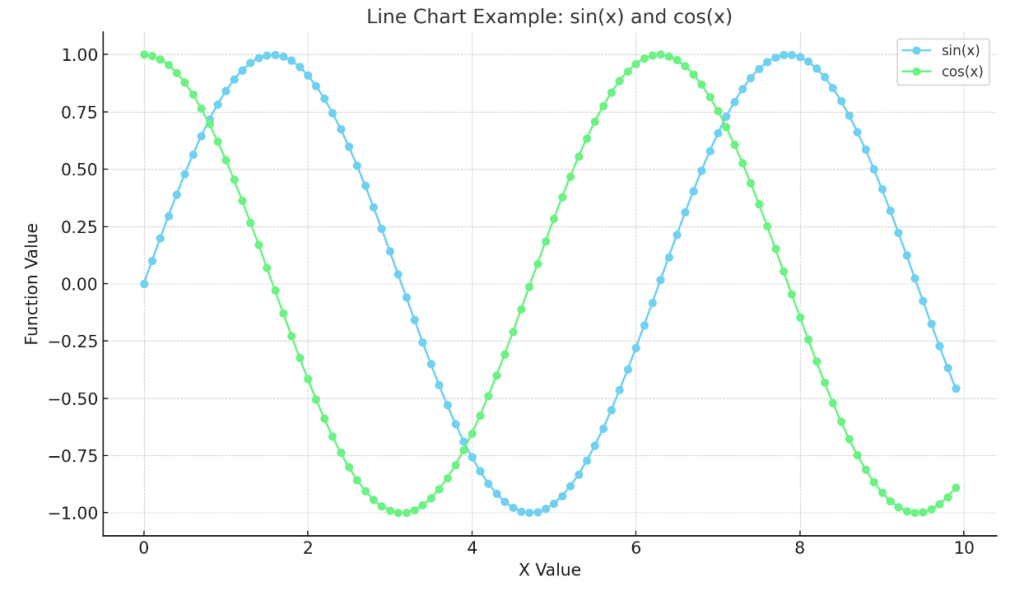 Line Chart Example: sin(x) and cos(x)
sin(x)
cos(x)
1.00
0.75
0.50
0.25
0.00
−0.25
−0.50
−0.75
−1.00
Function Value
0 2 4 6 8 10
X Value